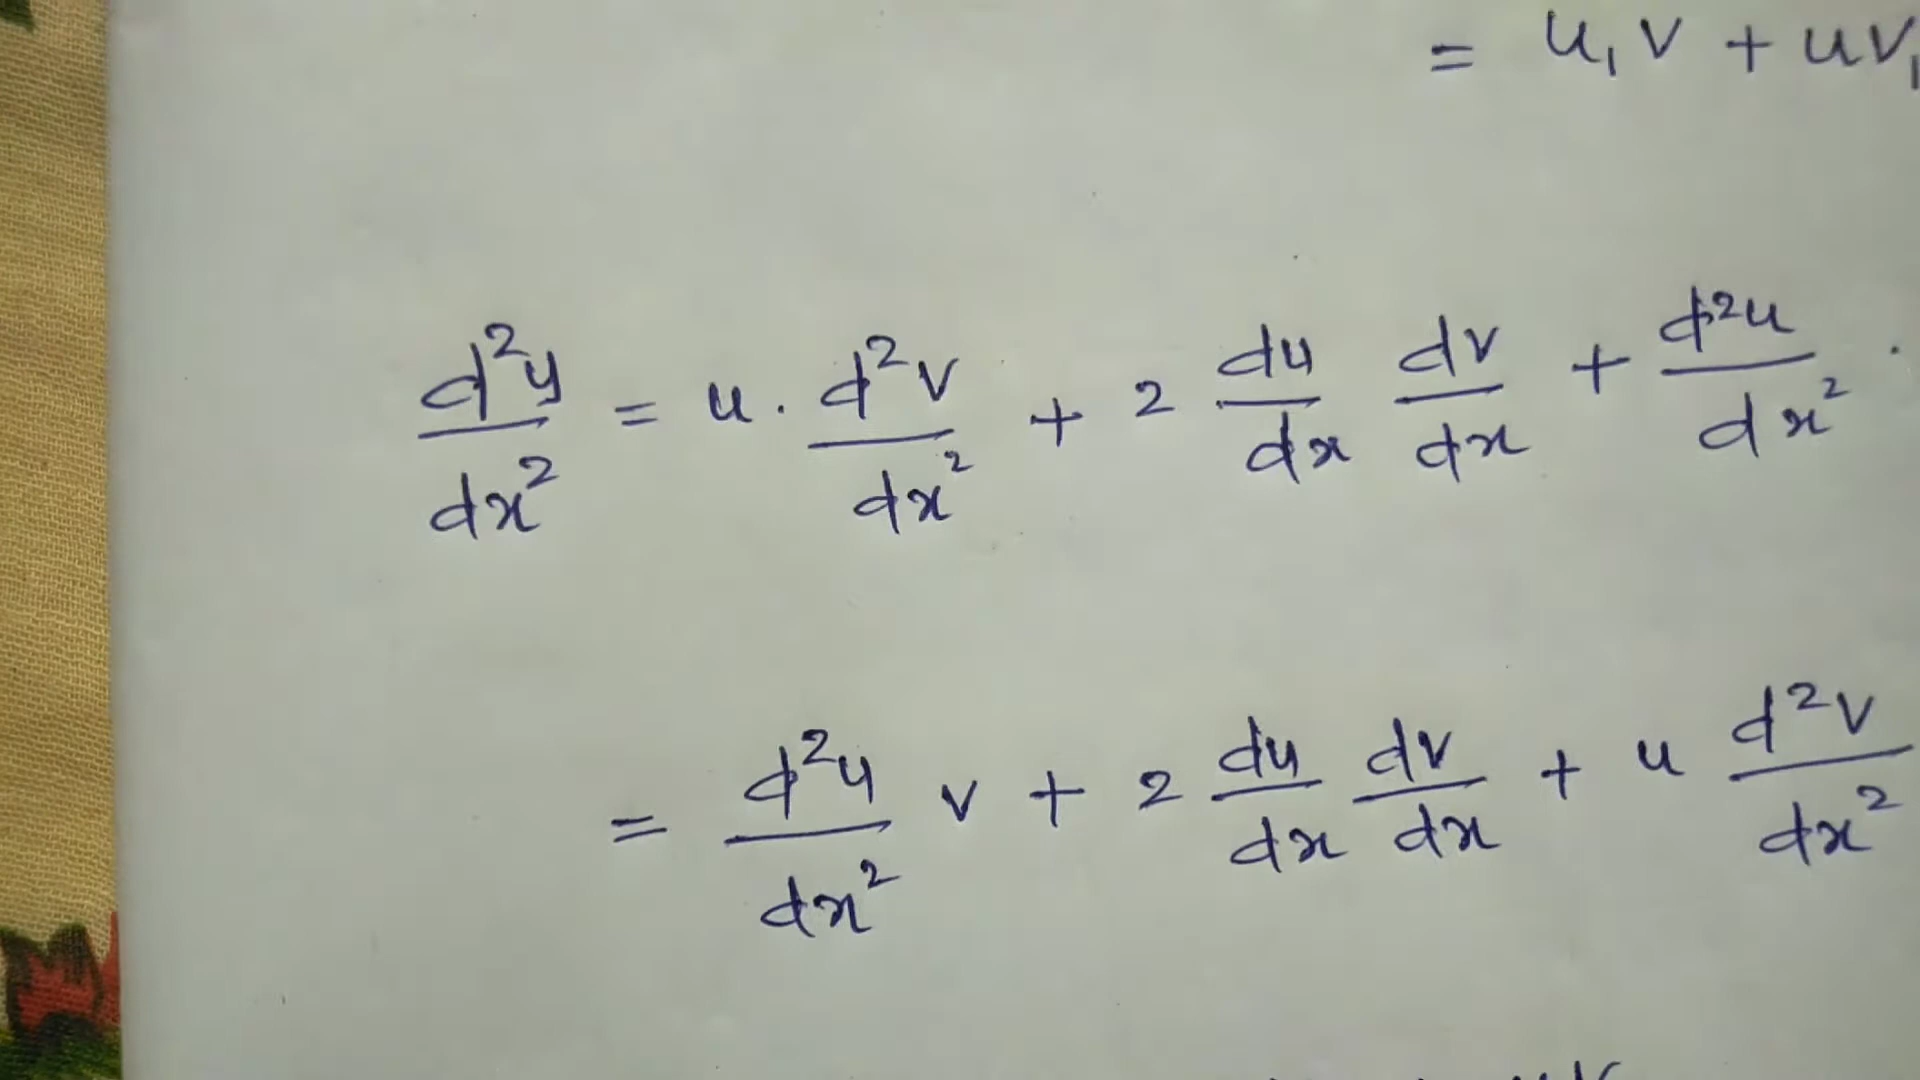 = u₁v + uv₁
d²y/dx² = u . d²v/dx² + 2 du/dx dv/dx + d²u/dx² .
= d²u/dx² v + 2 du/dx dv/dx + u d²v/dx²